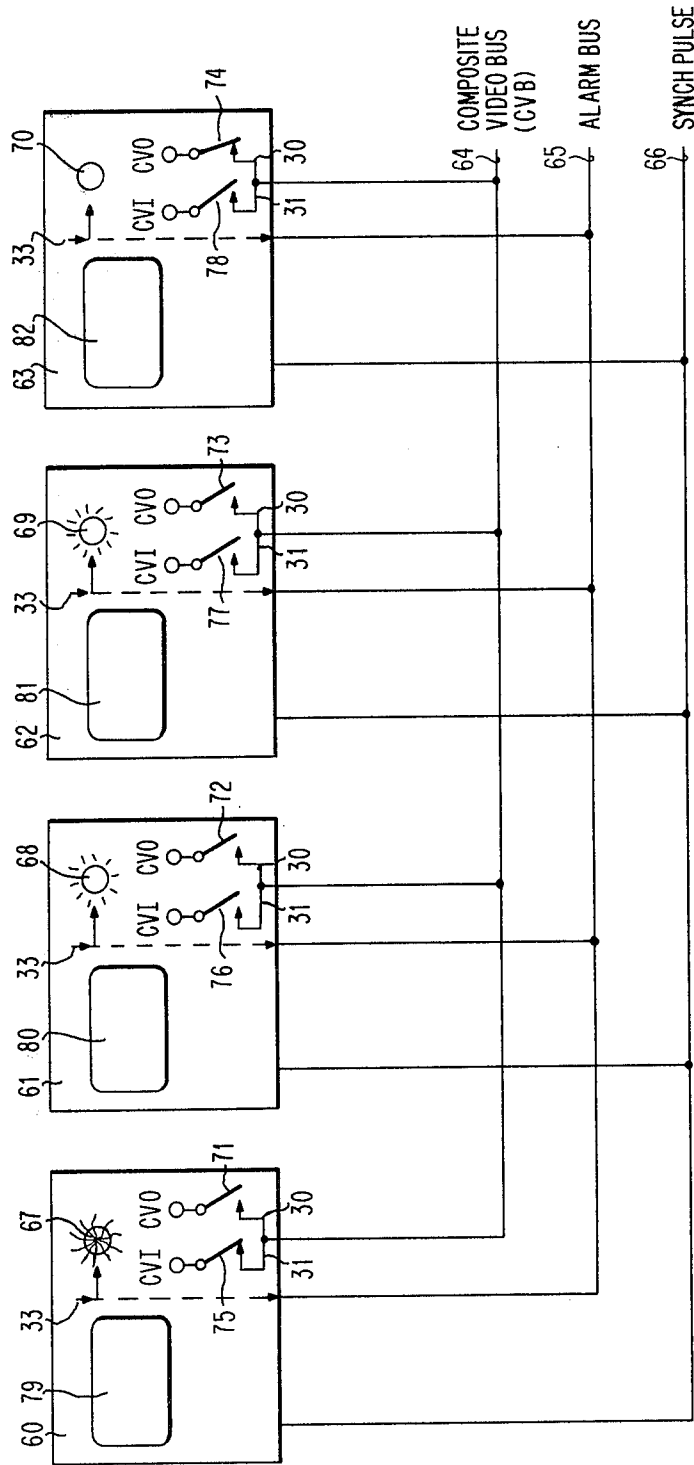 60
79
33
67
CVI
CVO
71
75
31
30
61
80
33
68
CVI
CVO
72
76
31
30
62
81
33
69
CVI
CVO
73
77
31
30
63
82
33
70
CVI
CVO
74
78
31
30
COMPOSITE
VIDEO BUS
(CVB)
64
ALARM BUS
65
SYNCH PULSE
66